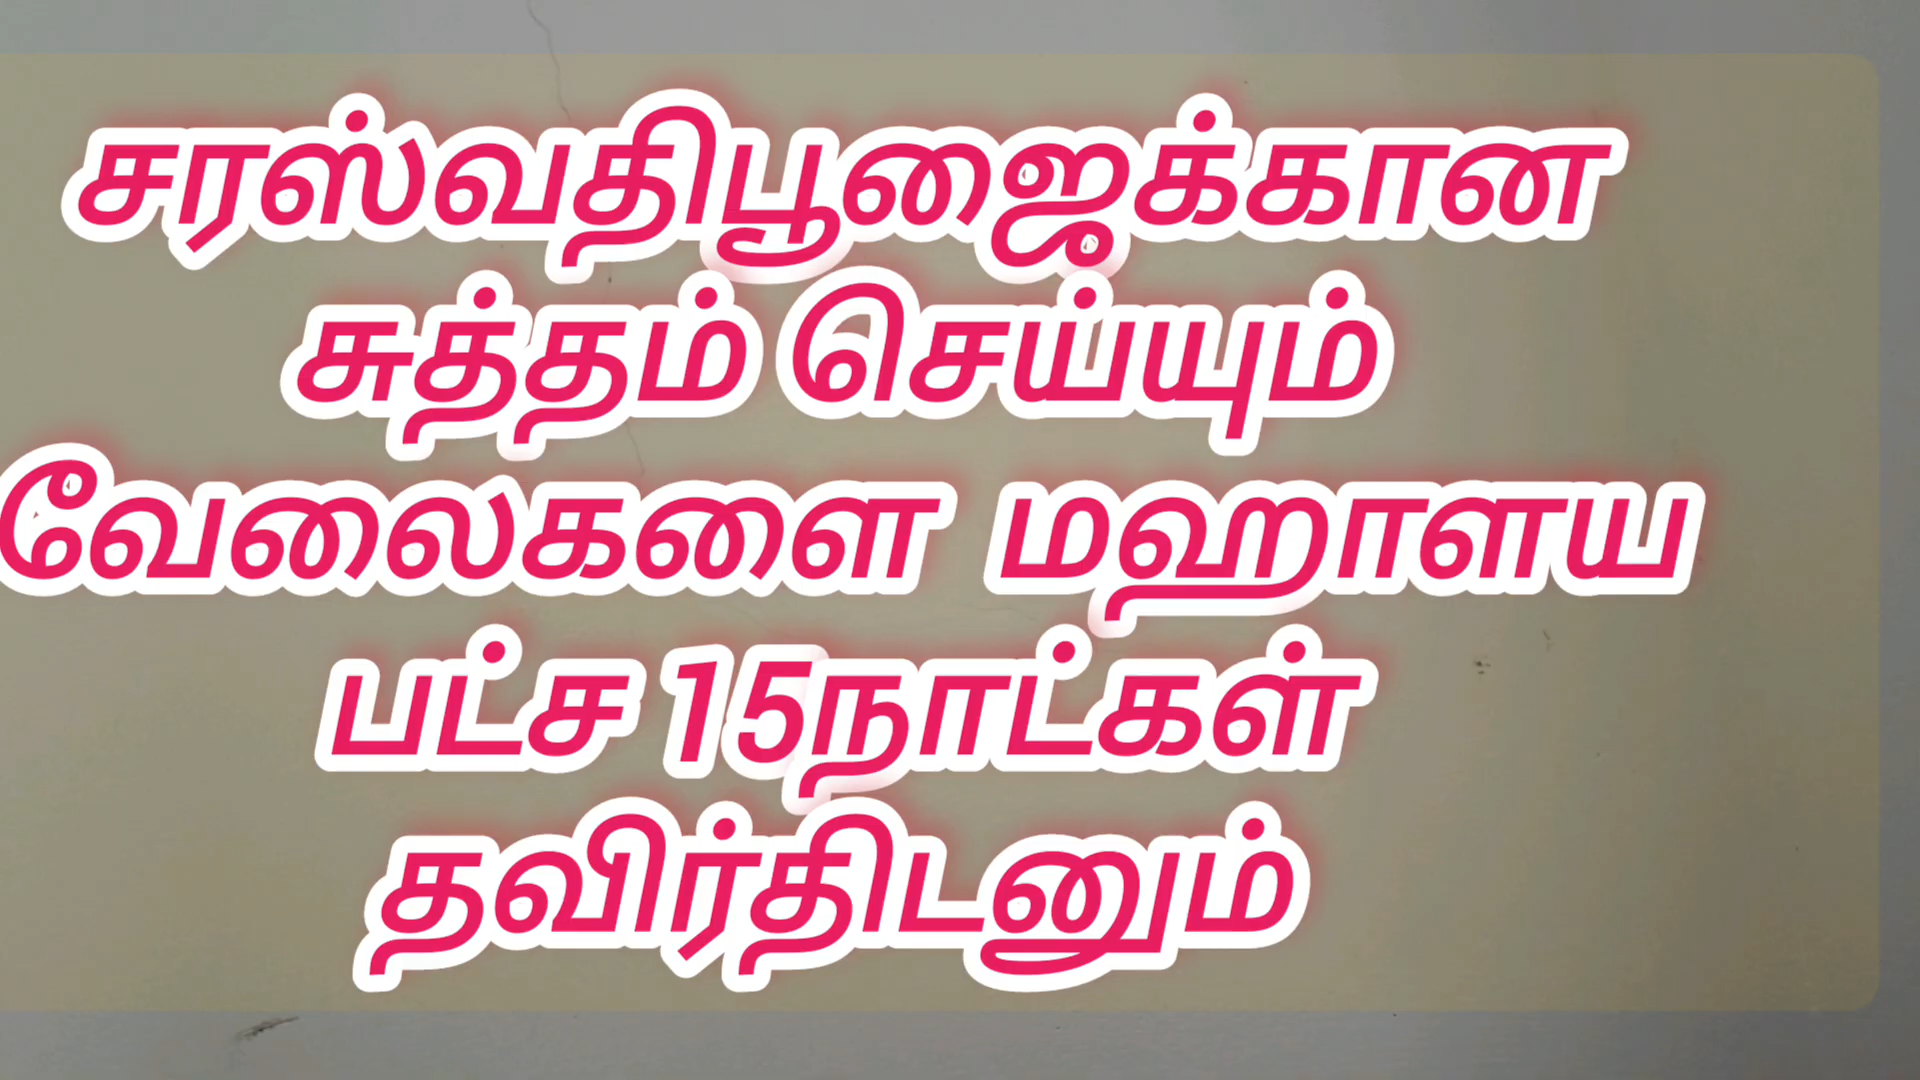 சரஸ்வதிபூஜைக்கான
சுத்தம் செய்யும்
வேலைகளை மஹாளய
பட்ச 15நாட்கள்
தவிர்திடனும்